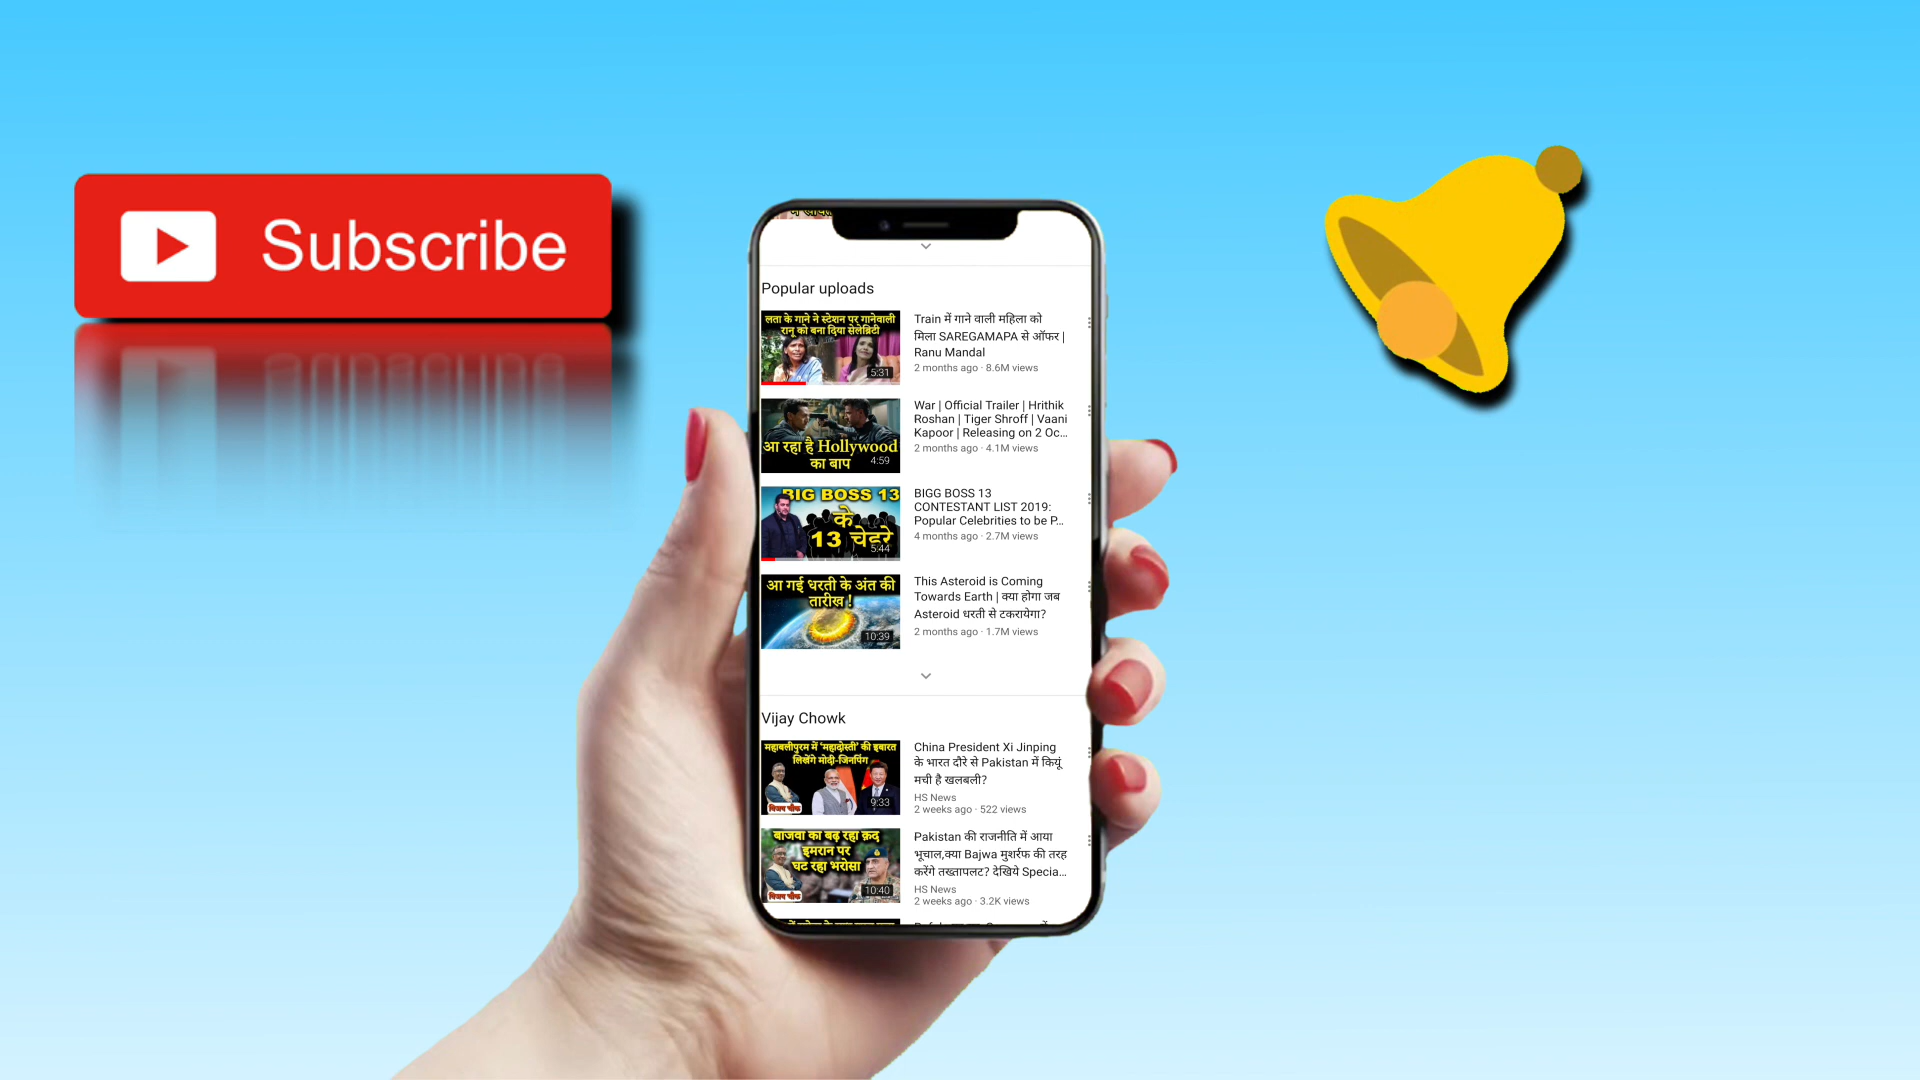 Subscribe
Popular uploads
लता के गाने ने स्टेशन पर गानेवाली
रानू को बना दिया सेलेब्रिटी
5:31
Train में गाने वाली महिला को
मिला SAREGAMAPA से ऑफर |
Ranu Mandal
2 months ago · 8.6M views
आ रहा है Hollywood
का बाप
4:59
War | Official Trailer | Hrithik
Roshan | Tiger Shroff | Vaani
Kapoor | Releasing on 2 Oc...
2 months ago · 4.1M views
BIG BOSS 13
के
13 चेहरे
5:44
BIGG BOSS 13
CONTESTANT LIST 2019:
Popular Celebrities to be P...
4 months ago · 2.7M views
आ गई धरती के अंत की
तारीख !
10:39
This Asteroid is Coming
Towards Earth | क्या होगा जब
Asteroid धरती से टकरायेगा?
2 months ago · 1.7M views
Vijay Chowk
महाबलीपुरम में 'महादोस्ती' की इबारत
लिखेंगे मोदी-जिनपिंग
विजय चौक
9:33
China President Xi Jinping
के भारत दौरे से Pakistan में कियूं
मची है खलबली?
HS News
2 weeks ago · 522 views
बाजवा का बढ़ रहा क़द
इमरान पर
घट रहा भरोसा
विजय चौक
10:40
Pakistan की राजनीति में आया
भूचाल,क्या Bajwa मुशर्रफ की तरह
करेंगे तख्तापलट? देखिये Specia...
HS News
2 weeks ago · 3.2K views